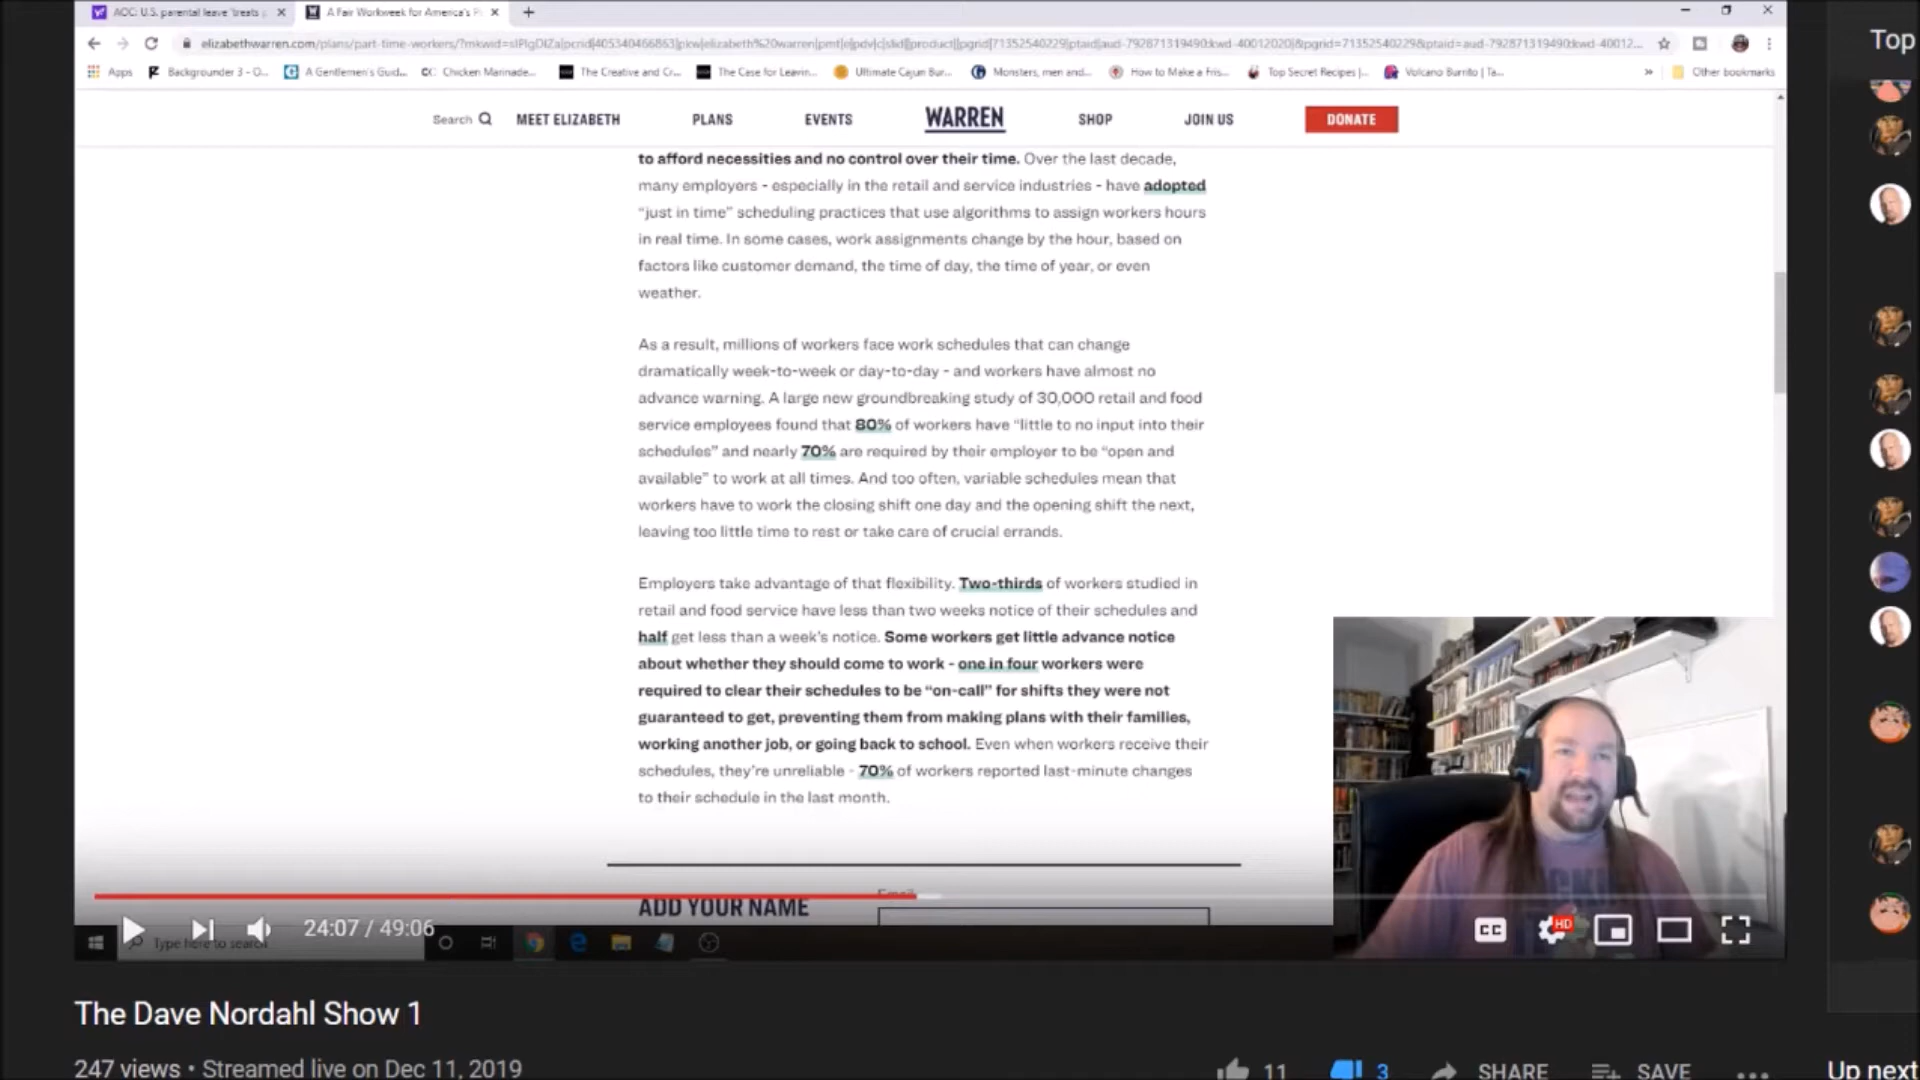 AOC: U.S. parental leave 'treats
A Fair Workweek for America's P
elizabethwarren.com/plans/part-time-workers/
Apps Backgrounder 3 - O... A Gentlemen's Guid... Chicken Marinade... The Creative and Cr... The Case for Leavin... Ultimate Cajun Bur... Monsters, men and... How to Make a Fris... Top Secret Recipes |... Volcano Burrito | Ta... » Other bookmarks
Search MEET ELIZABETH PLANS EVENTS WARREN SHOP JOIN US DONATE
to afford necessities and no control over their time. Over the last decade,
many employers - especially in the retail and service industries - have adopted
"just in time" scheduling practices that use algorithms to assign workers hours
in real time. In some cases, work assignments change by the hour, based on
factors like customer demand, the time of day, the time of year, or even
weather.
As a result, millions of workers face work schedules that can change
dramatically week-to-week or day-to-day - and workers have almost no
advance warning. A large new groundbreaking study of 30,000 retail and food
service employees found that 80% of workers have "little to no input into their
schedules" and nearly 70% are required by their employer to be "open and
available" to work at all times. And too often, variable schedules mean that
workers have to work the closing shift one day and the opening shift the next,
leaving too little time to rest or take care of crucial errands.
Employers take advantage of that flexibility. Two-thirds of workers studied in
retail and food service have less than two weeks notice of their schedules and
half get less than a week's notice. Some workers get little advance notice
about whether they should come to work - one in four workers were
required to clear their schedules to be "on-call" for shifts they were not
guaranteed to get, preventing them from making plans with their families,
working another job, or going back to school. Even when workers receive their
schedules, they're unreliable - 70% of workers reported last-minute changes
to their schedule in the last month.
ADD YOUR NAME
Email
24:07 / 49:06
CC HD
Type here to search
The Dave Nordahl Show 1
247 views • Streamed live on Dec 11, 2019
11 3 SHARE SAVE
Top
Up next